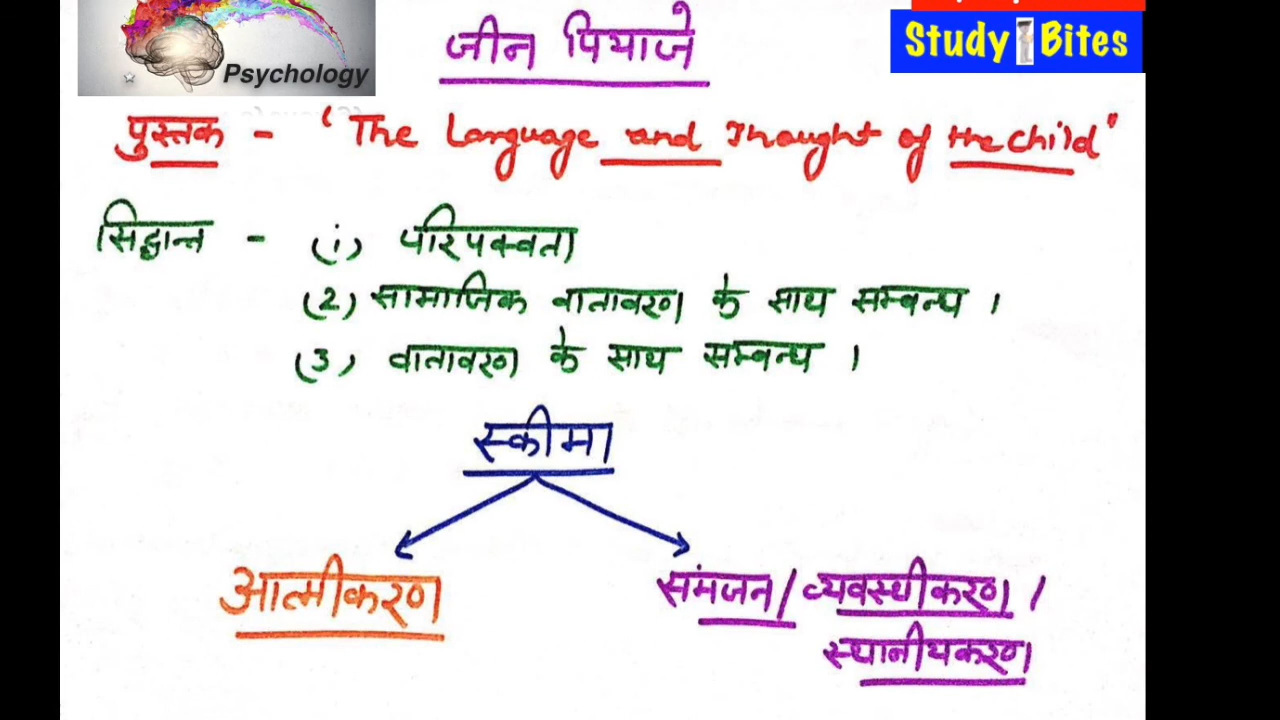 Psychology
जीन पियाजे
Study Bites
पुस्तक - ‘The Language and Thought of the child"
सिद्धान्त - (i) परिपक्वता
(2) सामाजिक वातावरण के साथ सम्बन्ध ।
(3) वातावरण के साथ सम्बन्ध ।
स्कीमा
आत्मीकरण
समंजन / व्यवस्थीकरण /
स्थानीयकरण